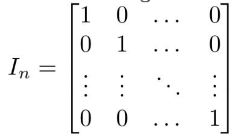 I_n = [1 0 … 0
0 1 … 0
⋮ ⋮ ⋱ ⋮
0 0 … 1]